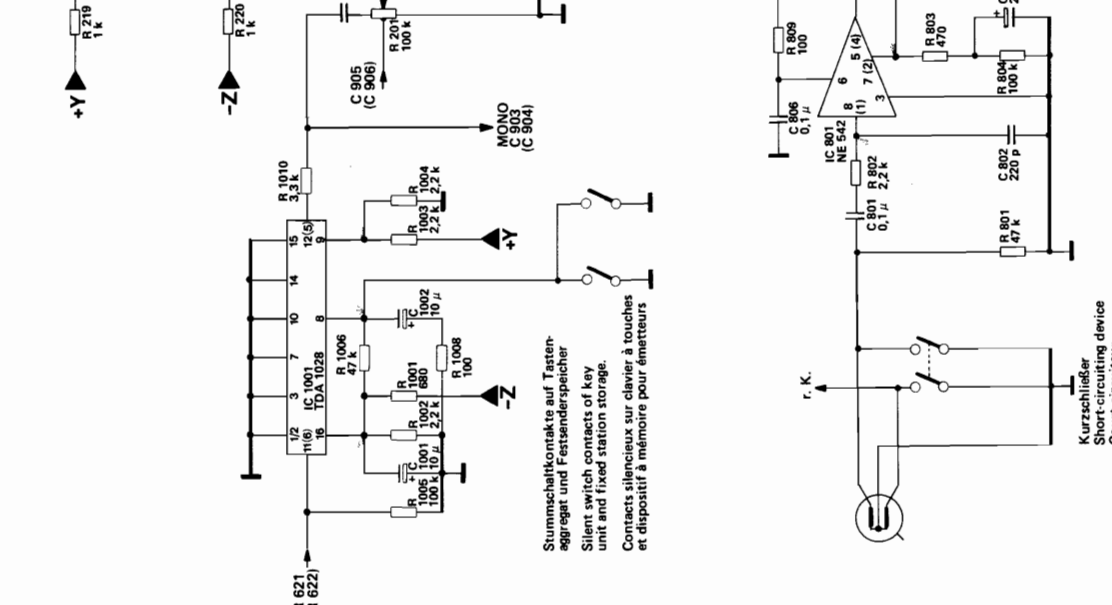 R 219
1 k
+Y
R 220
1 k
-Z
R 201
100 k
C 905
(C 906)
MONO
C 903
(C 904)
R 1010
3,3 k
R
1004
2,2 k
R
1003
2,2 k
+Y
15
12(5)
9
14
10
8
7
3
1/2
16
11(6)
IC 1001
TDA 1028
R 1006
47 k
+
C
1002
10 µ
R 1008
100
R
1001
680
-Z
R
1002
2,2 k
+
C
1001
10 µ
R
1005
100 k
621
622)
Stummschaltkontakte auf Tasten-
aggregat und Festsenderspeicher
Silent switch contacts of key
unit and fixed station storage.
Contacts silencieux sur clavier à touches
et dispositif à mémoire pour émetteurs
R 809
100
C 806
0,1 µ
6
5 (4)
7 (2)
8
(1)
3
IC 801
NE 542
R 803
470
+
R 804
100 k
R 802
2,2 k
C 801
0,1 µ
C 802
220 p
R 801
47 k
r. K.
Kurzschließer
Short-circuiting device